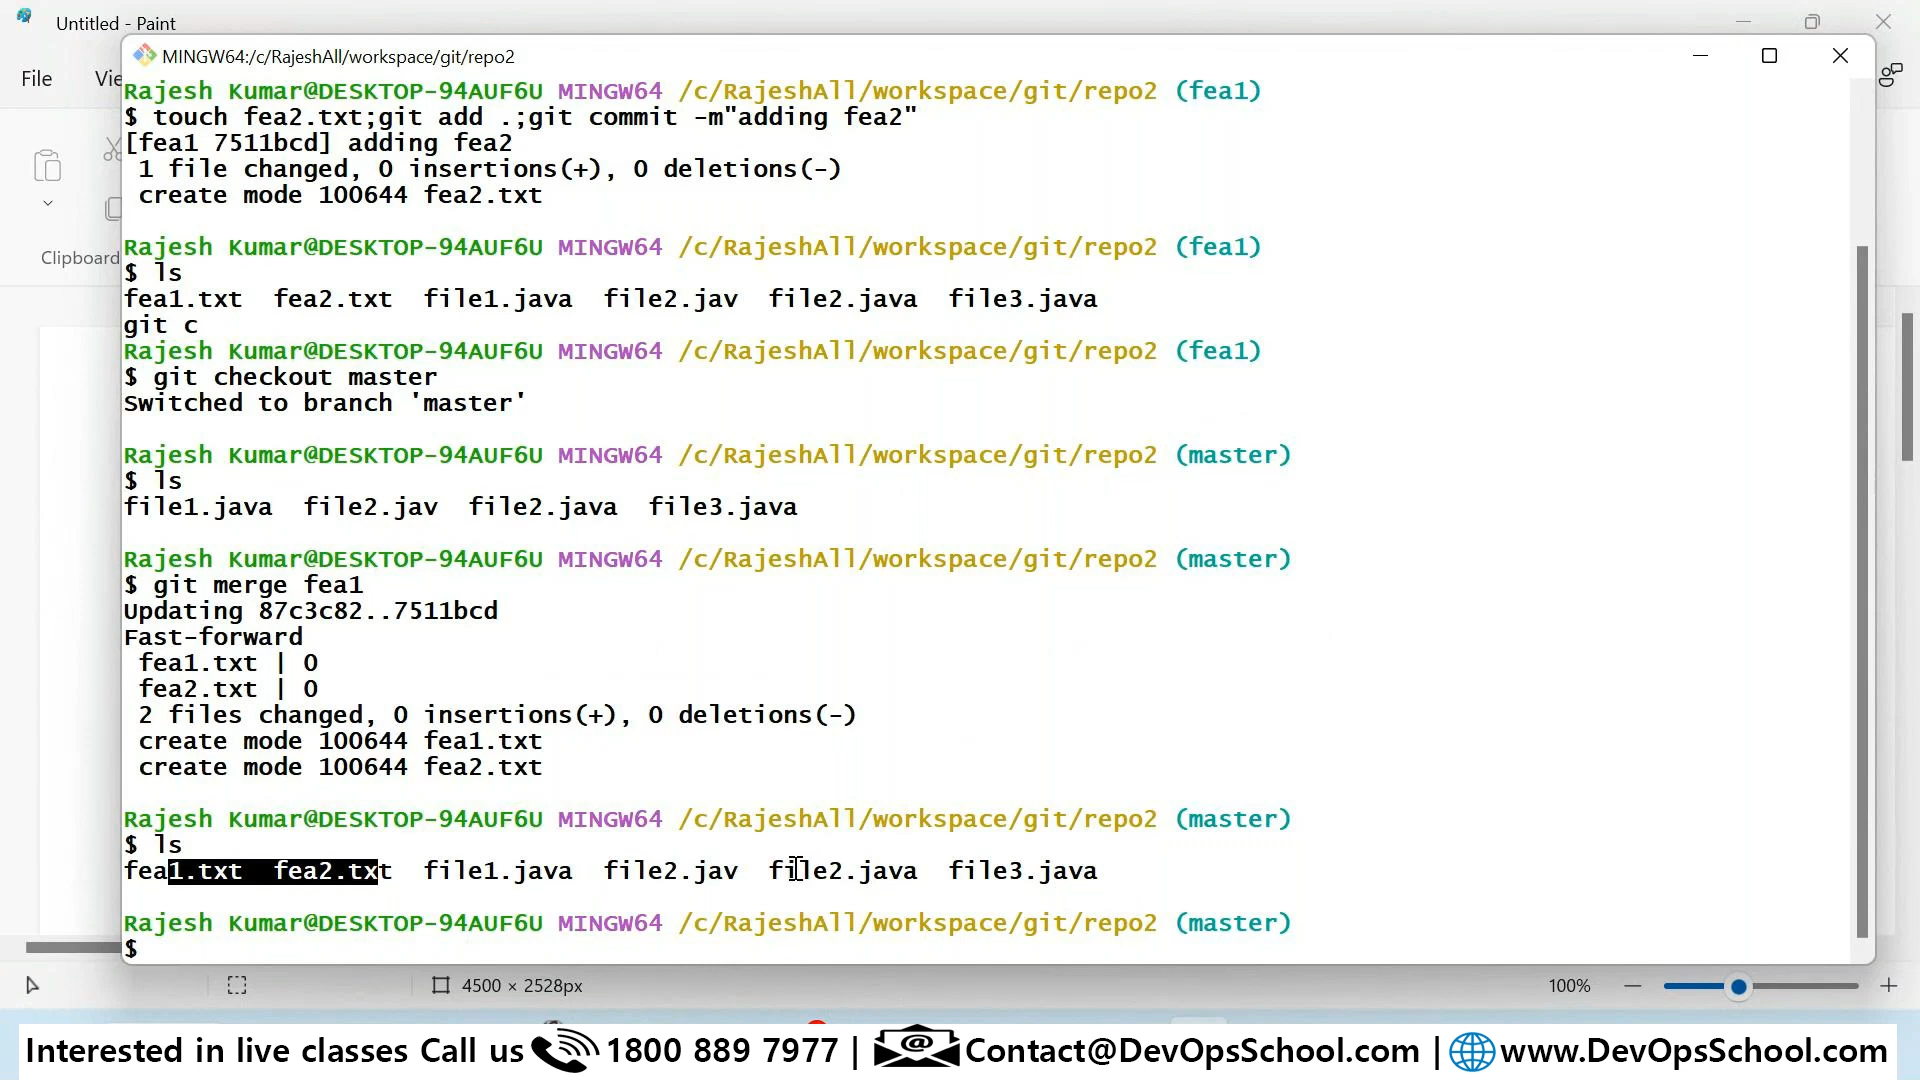 Untitled - Paint
MINGW64:/c/RajeshAll/workspace/git/repo2
File
Vie
Clipboard
Rajesh Kumar@DESKTOP-94AUF6U MINGW64 /c/RajeshAll/workspace/git/repo2 (fea1)
$ touch fea2.txt;git add .;git commit -m"adding fea2"
[fea1 7511bcd] adding fea2
1 file changed, 0 insertions(+), 0 deletions(-)
create mode 100644 fea2.txt
Rajesh Kumar@DESKTOP-94AUF6U MINGW64 /c/RajeshAll/workspace/git/repo2 (fea1)
$ ls
fea1.txt  fea2.txt  file1.java  file2.jav  file2.java  file3.java
git c
Rajesh Kumar@DESKTOP-94AUF6U MINGW64 /c/RajeshAll/workspace/git/repo2 (fea1)
$ git checkout master
Switched to branch 'master'
Rajesh Kumar@DESKTOP-94AUF6U MINGW64 /c/RajeshAll/workspace/git/repo2 (master)
$ ls
file1.java  file2.jav  file2.java  file3.java
Rajesh Kumar@DESKTOP-94AUF6U MINGW64 /c/RajeshAll/workspace/git/repo2 (master)
$ git merge fea1
Updating 87c3c82..7511bcd
Fast-forward
fea1.txt | 0
fea2.txt | 0
2 files changed, 0 insertions(+), 0 deletions(-)
create mode 100644 fea1.txt
create mode 100644 fea2.txt
Rajesh Kumar@DESKTOP-94AUF6U MINGW64 /c/RajeshAll/workspace/git/repo2 (master)
$ ls
fea1.txt  fea2.txt  file1.java  file2.jav  file2.java  file3.java
Rajesh Kumar@DESKTOP-94AUF6U MINGW64 /c/RajeshAll/workspace/git/repo2 (master)
$
4500 × 2528px
100%
Interested in live classes Call us 1800 889 7977 | Contact@DevOpsSchool.com | www.DevOpsSchool.com